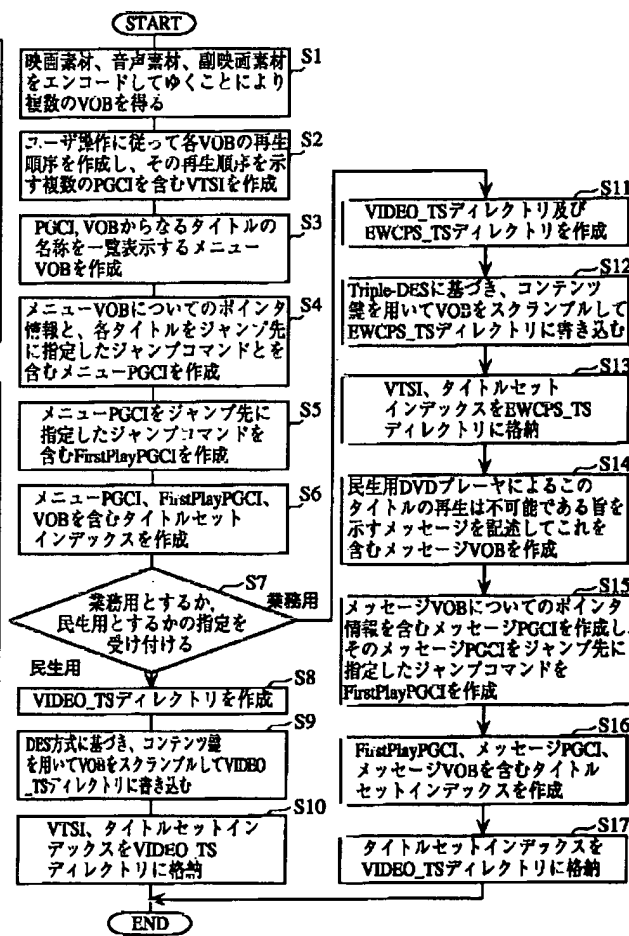 START
S1
映画素材、音声素材、副映画素材
をエンコードしてゆくことにより
複数のVOBを得る
S2
ユーザ操作に従って各VOBの再生
順序を作成し、その再生順序を示
す複数のPGCIを含むVTSIを作成
S3
PGCI, VOBからなるタイトルの
名称を一覧表示するメニュー
VOBを作成
S4
メニューVOBについてのポインタ
情報と、各タイトルをジャンプ先
に指定したジャンプコマンドとを
含むメニューPGCIを作成
S5
メニューPGCIをジャンプ先に
指定したジャンプコマンドを
含むFirstPlayPGCIを作成
S6
メニューPGCI、FirstPlayPGCI、
VOBを含むタイトルセット
インデックスを作成
S7
業務用とするか,
民生用とするかの指定を
受け付ける
業務用
民生用
S8
VIDEO_TSディレクトリを作成
S9
DES方式に基づき、コンテンツ鍵
を用いてVOBをスクランブルしてVIDEO
_TSディレクトリに書き込む
S10
VTSI、タイトルセットイン
デックスをVIDEO_TS
ディレクトリに格納
END
S11
VIDEO_TSディレクトリ及び
EWCPS_TSディレクトリを作成
S12
Triple-DESに基づき、コンテンツ
鍵を用いてVOBをスクランブルして
EWCPS_TSディレクトリに書き込む
S13
VTSI、タイトルセット
インデックスをEWCPS_TS
ディレクトリに格納
S14
民生用DVDプレーヤによるこの
タイトルの再生は不可能である旨を
示すメッセージを記述してこれを
含むメッセージVOBを作成
S15
メッセージVOBについてのポインタ
情報を含むメッセージPGCIを作成し、
そのメッセージPGCIをジャンプ先に
指定したジャンプコマンドを
FirstPlayPGCIを作成
S16
FirstPlayPGCI、メッセージPGCI、
メッセージVOBを含むタイトル
セットインデックスを作成
S17
タイトルセットインデックスを
VIDEO_TSディレクトリに格納